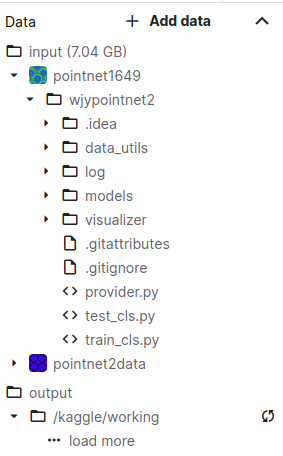 Data
+ Add data
input (7.04 GB)
pointnet1649
wjypointnet2
.idea
data_utils
log
models
visualizer
.gitattributes
.gitignore
<> provider.py
<> test_cls.py
<> train_cls.py
pointnet2data
output
/kaggle/working
••• load more